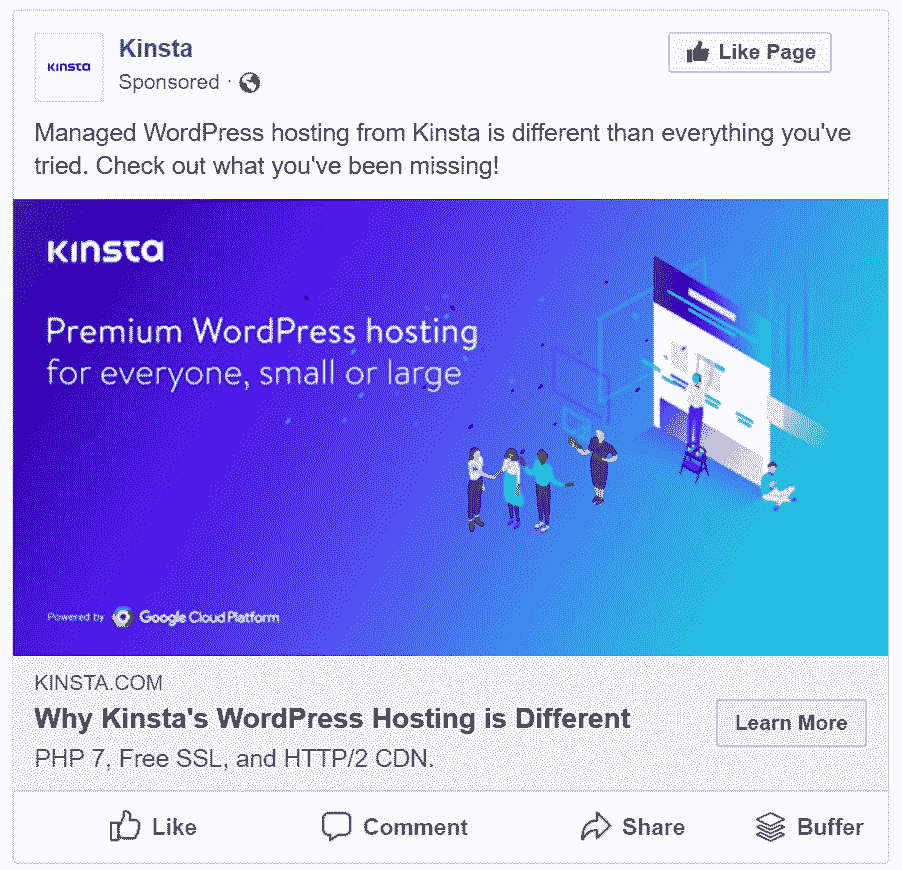 KINSTA
Kinsta
Like Page
Sponsored ·
Managed WordPress hosting from Kinsta is different than everything you've
tried. Check out what you've been missing!
KINSTA
Premium WordPress hosting
for everyone, small or large
Powered by Google Cloud Platform
KINSTA.COM
Why Kinsta's WordPress Hosting is Different
Learn More
PHP 7, Free SSL, and HTTP/2 CDN.
Like Comment Share Buffer